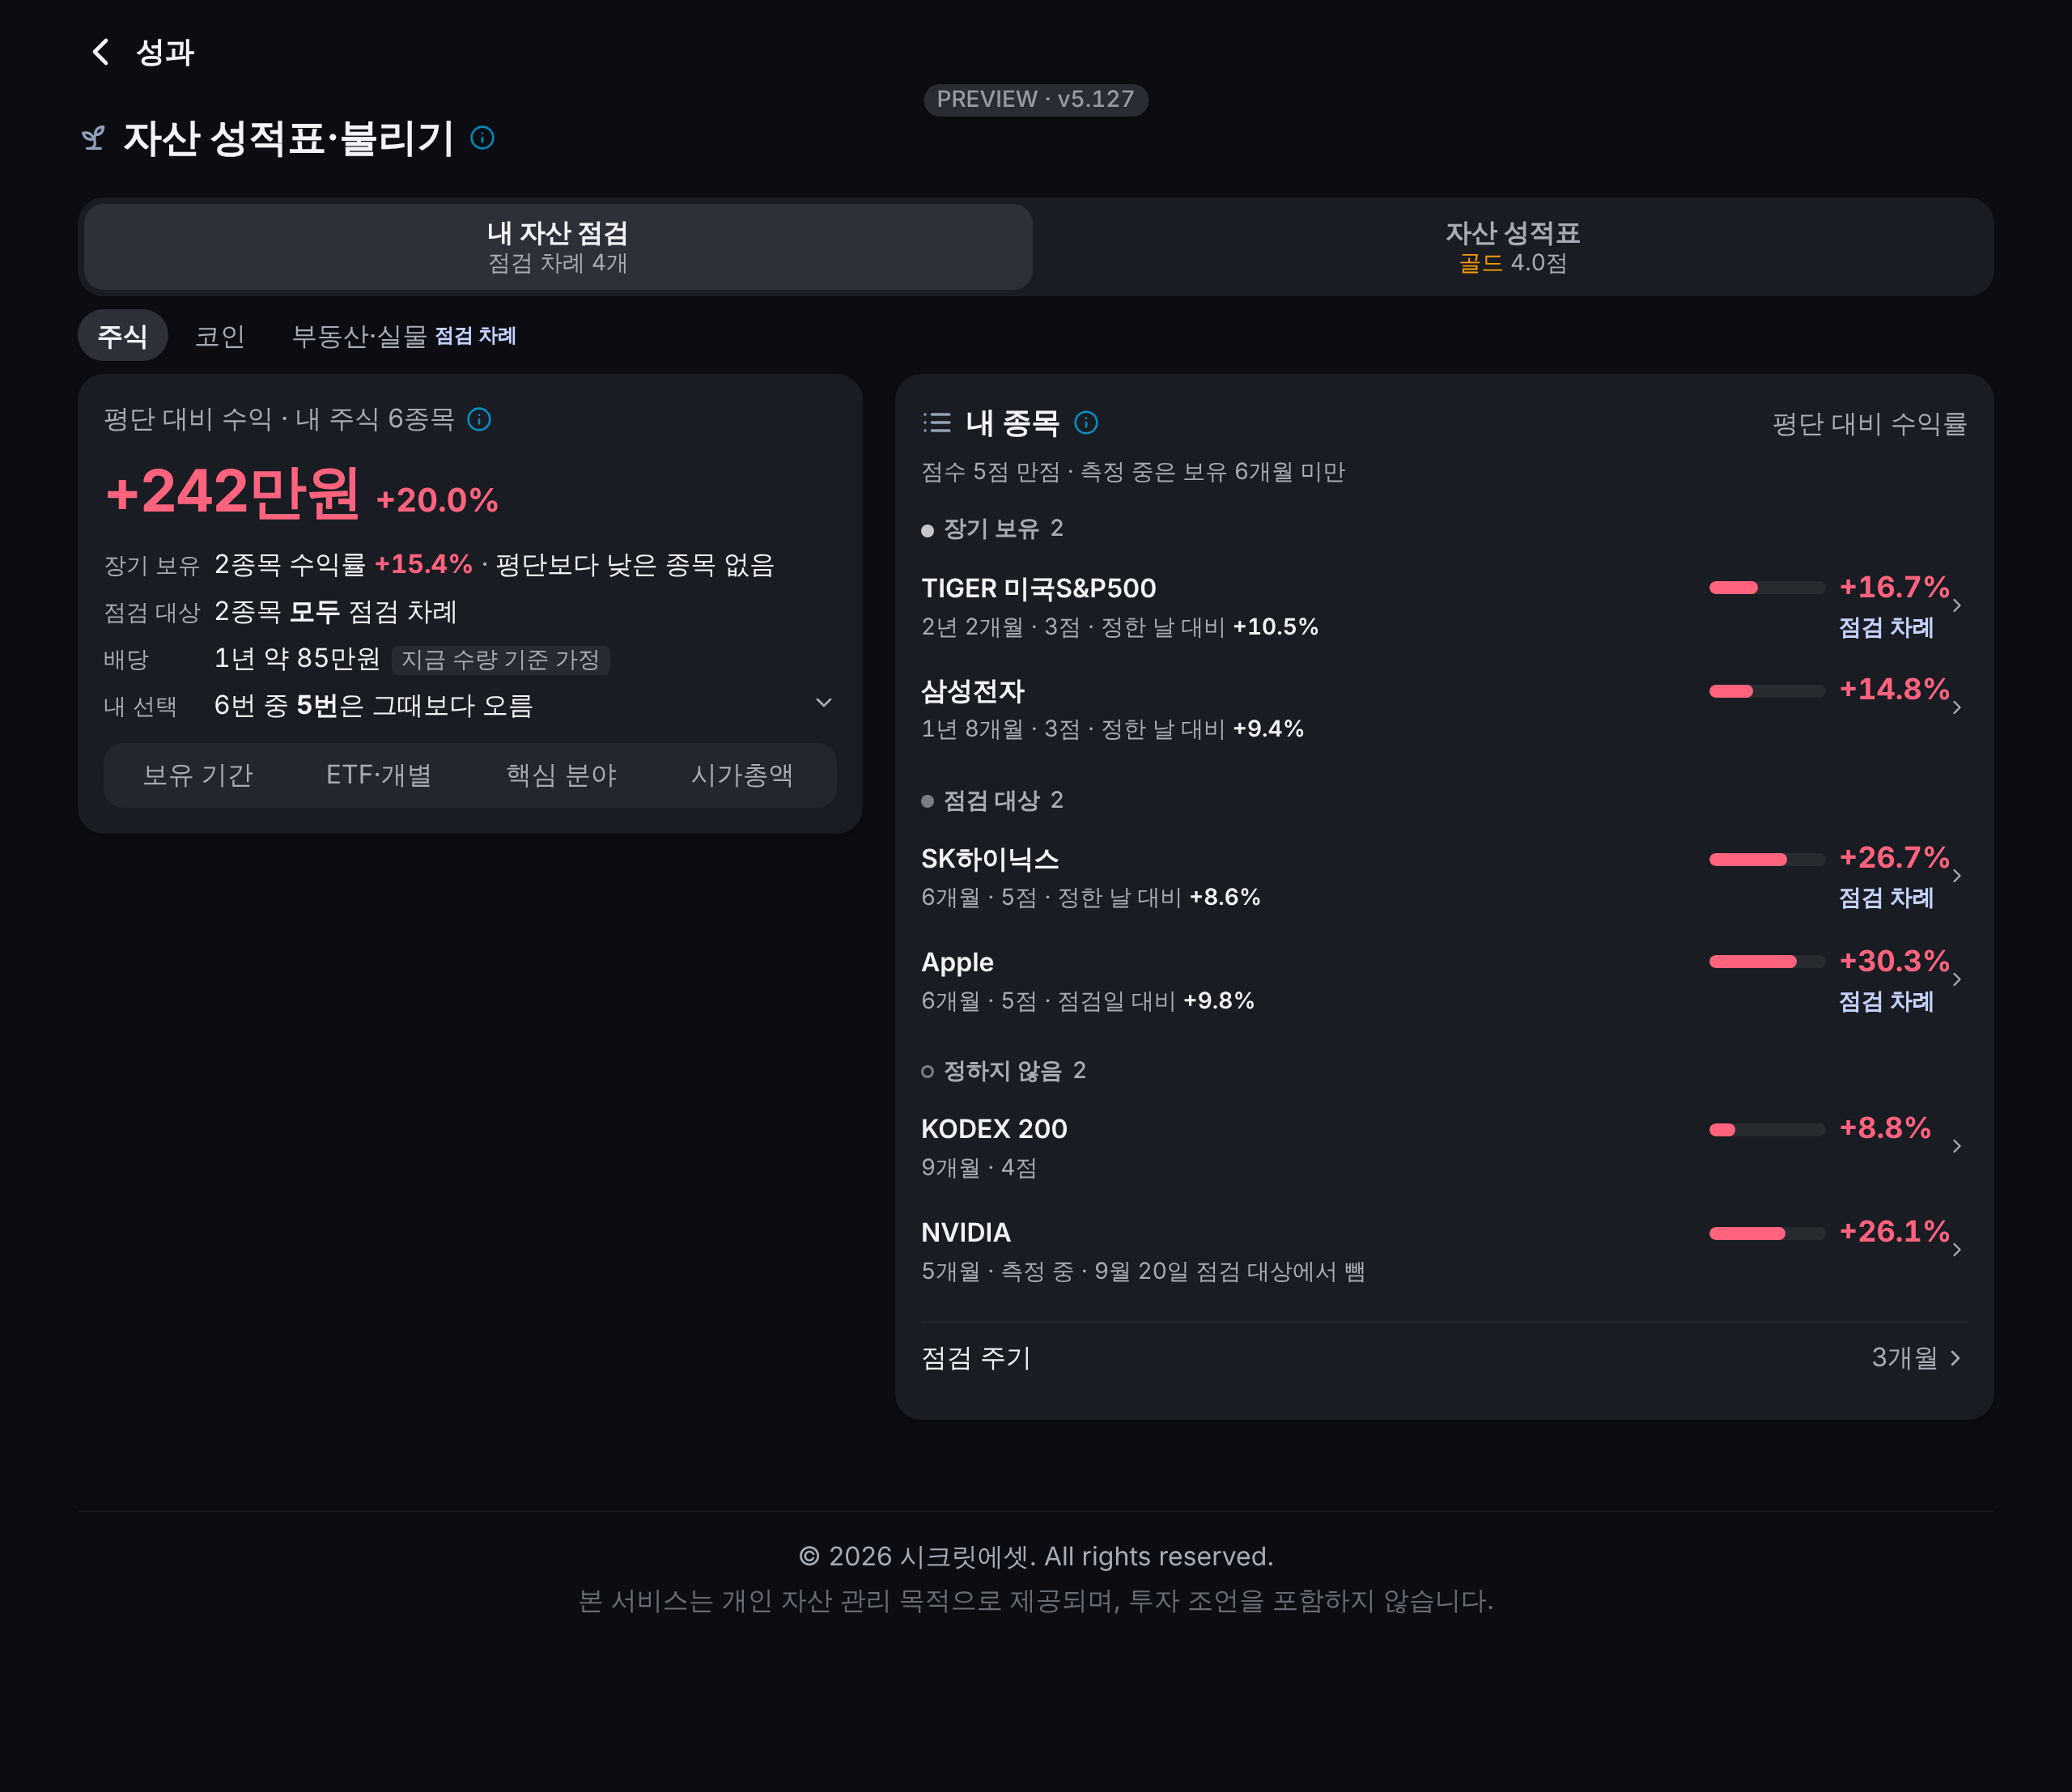 성과
PREVIEW · v5.127
자산 성적표·불리기
내 자산 점검
점검 차례 4개
자산 성적표
골드 4.0점
주식 코인 부동산·실물 점검 차례
평단 대비 수익 · 내 주식 6종목
+242만원 +20.0%
장기 보유 2종목 수익률 +15.4% · 평단보다 낮은 종목 없음
점검 대상 2종목 모두 점검 차례
배당 1년 약 85만원 지금 수량 기준 가정
내 선택 6번 중 5번은 그때보다 오름
보유 기간 ETF·개별 핵심 분야 시가총액
내 종목 평단 대비 수익률
점수 5점 만점 · 측정 중은 보유 6개월 미만
장기 보유 2
TIGER 미국S&P500 +16.7%
2년 2개월 · 3점 · 정한 날 대비 +10.5% 점검 차례
삼성전자 +14.8%
1년 8개월 · 3점 · 정한 날 대비 +9.4%
점검 대상 2
SK하이닉스 +26.7%
6개월 · 5점 · 정한 날 대비 +8.6% 점검 차례
Apple +30.3%
6개월 · 5점 · 점검일 대비 +9.8% 점검 차례
정하지 않음 2
KODEX 200 +8.8%
9개월 · 4점
NVIDIA +26.1%
5개월 · 측정 중 · 9월 20일 점검 대상에서 뺌
점검 주기 3개월
© 2026 시크릿에셋. All rights reserved.
본 서비스는 개인 자산 관리 목적으로 제공되며, 투자 조언을 포함하지 않습니다.